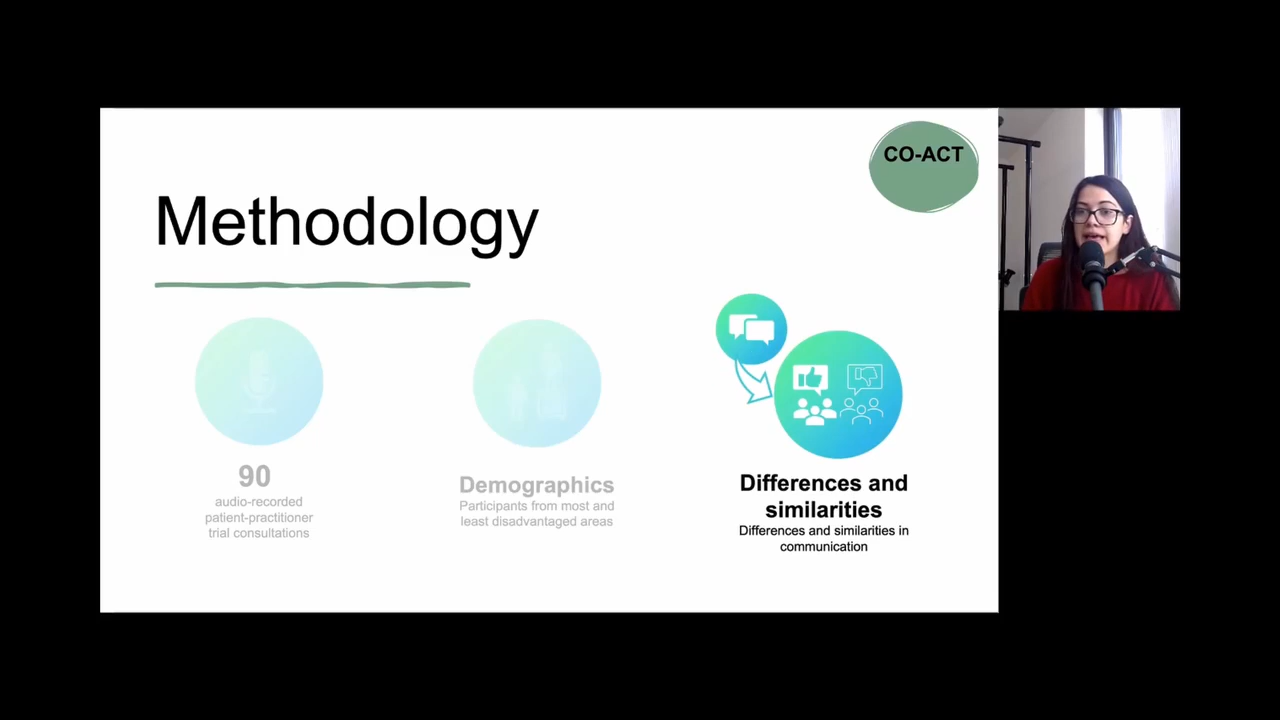 CO-ACT
Methodology
90
audio-recorded
patient-practitioner
trial consultations
Demographics
Participants from most and
least disadvantaged areas
Differences and
similarities
Differences and similarities in
communication